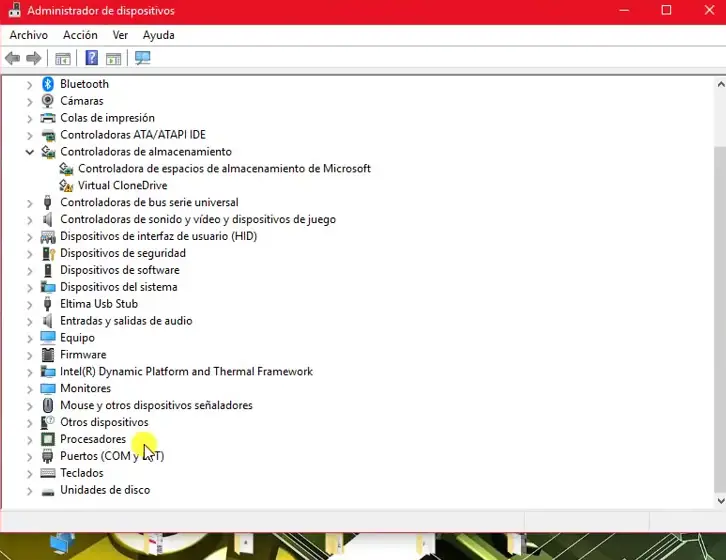 Administrador de dispositivos
Archivo Acción Ver Ayuda
Bluetooth
Cámaras
Colas de impresión
Controladoras ATA/ATAPI IDE
Controladoras de almacenamiento
Controladora de espacios de almacenamiento de Microsoft
Virtual CloneDrive
Controladoras de bus serie universal
Controladoras de sonido y vídeo y dispositivos de juego
Dispositivos de interfaz de usuario (HID)
Dispositivos de seguridad
Dispositivos de software
Dispositivos del sistema
Eltima Usb Stub
Entradas y salidas de audio
Equipo
Firmware
Intel(R) Dynamic Platform and Thermal Framework
Monitores
Mouse y otros dispositivos señaladores
Otros dispositivos
Procesadores
Puertos (COM y LPT)
Teclados
Unidades de disco